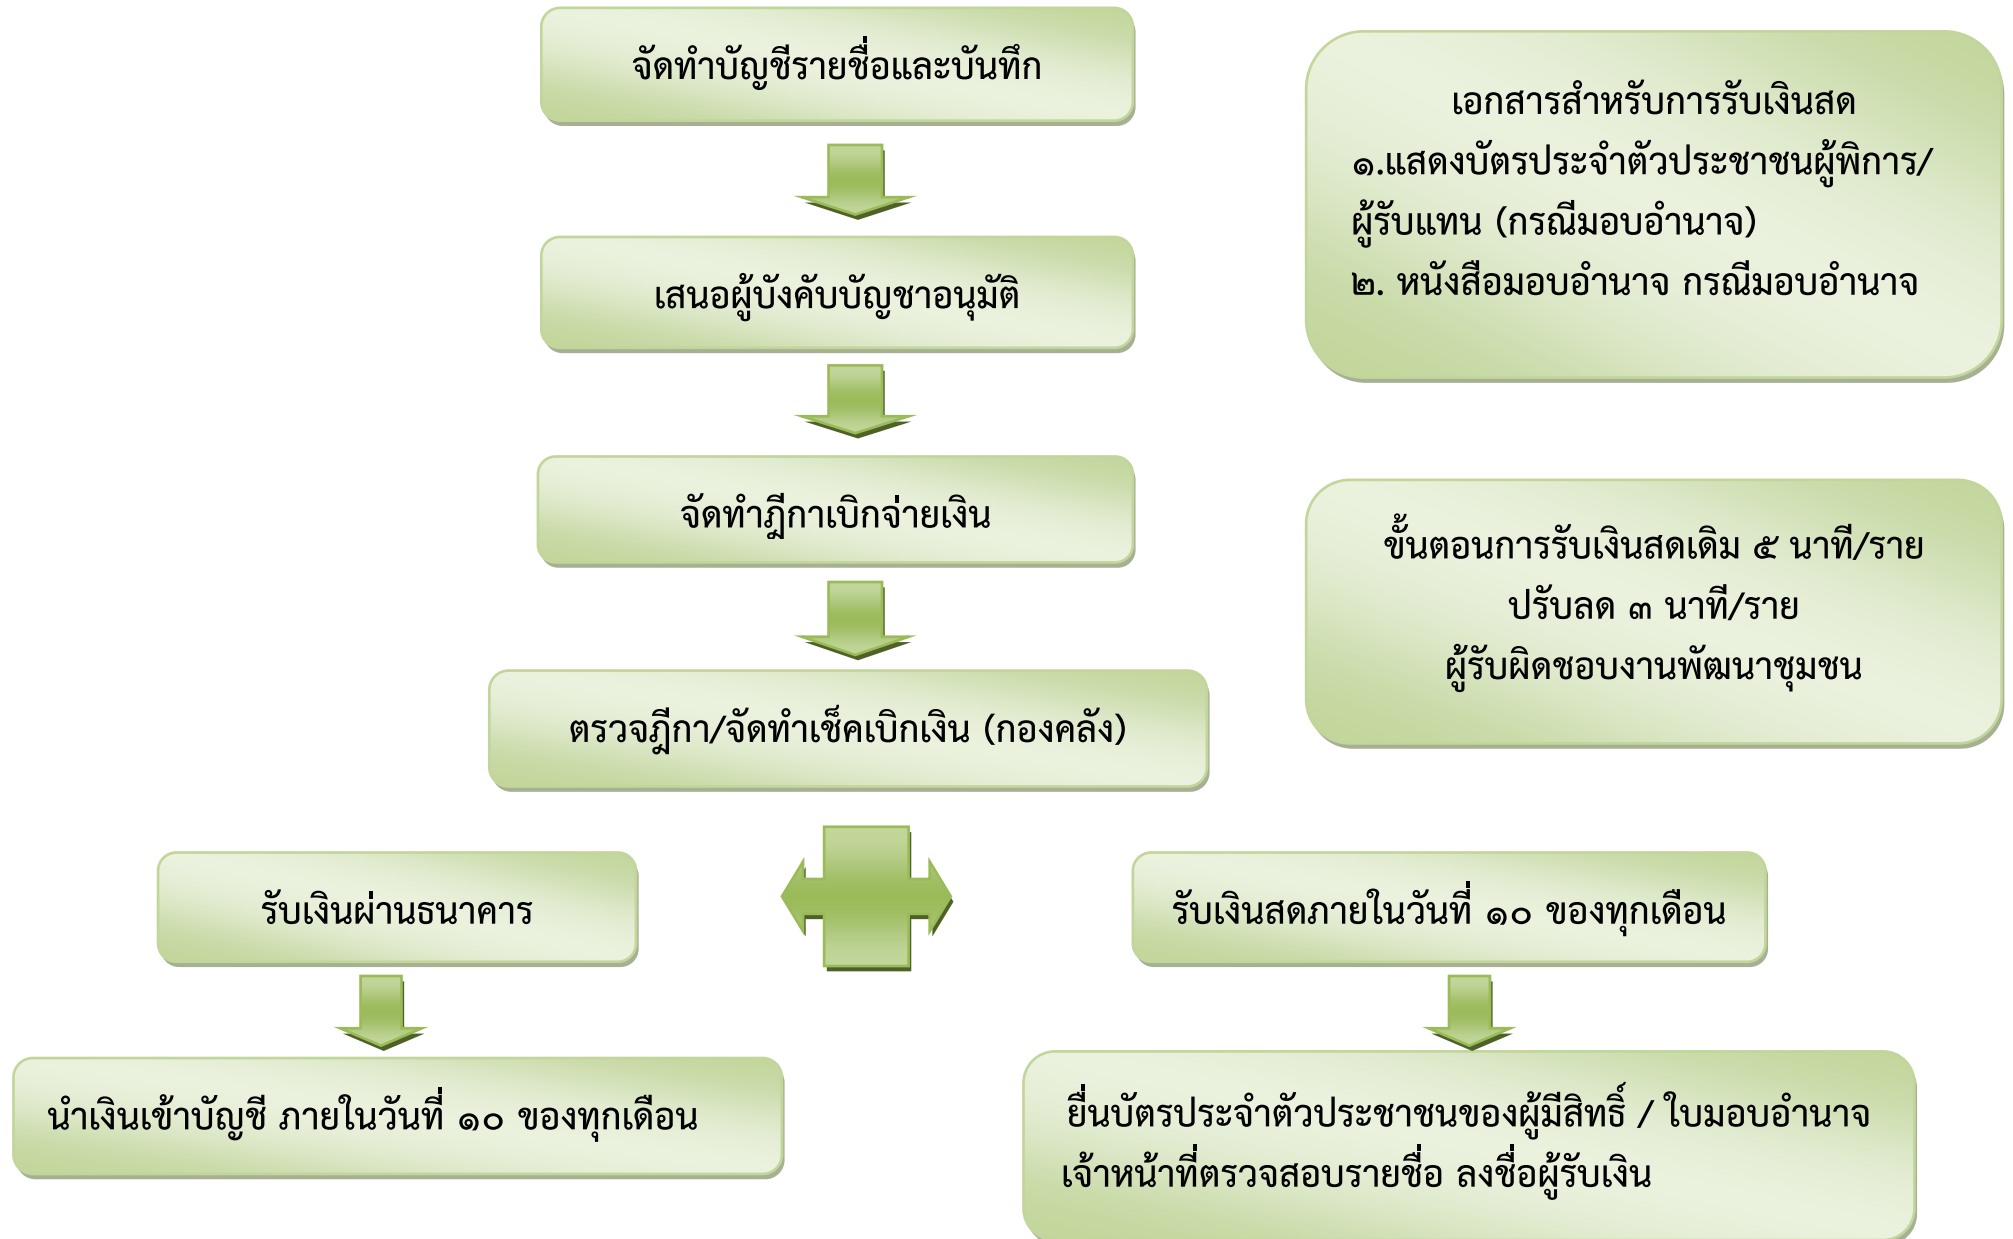 จัดทำบัญชีรายชื่อและบันทึก
เสนอผู้บังคับบัญชาอนุมัติ
จัดทำฎีกาเบิกจ่ายเงิน
ตรวจฎีกา/จัดทำเช็คเบิกเงิน (กองคลัง)
รับเงินผ่านธนาคาร
นำเงินเข้าบัญชี ภายในวันที่ ๑๐ ของทุกเดือน
รับเงินสดภายในวันที่ ๑๐ ของทุกเดือน
ยื่นบัตรประจำตัวประชาชนของผู้มีสิทธิ์ / ใบมอบอำนาจ
เจ้าหน้าที่ตรวจสอบรายชื่อ ลงชื่อผู้รับเงิน
เอกสารสำหรับการรับเงินสด
๑.แสดงบัตรประจำตัวประชาชนผู้พิการ/
ผู้รับแทน (กรณีมอบอำนาจ)
๒. หนังสือมอบอำนาจ กรณีมอบอำนาจ
ขั้นตอนการรับเงินสดเดิม ๕ นาที/ราย
ปรับลด ๓ นาที/ราย
ผู้รับผิดชอบงานพัฒนาชุมชน